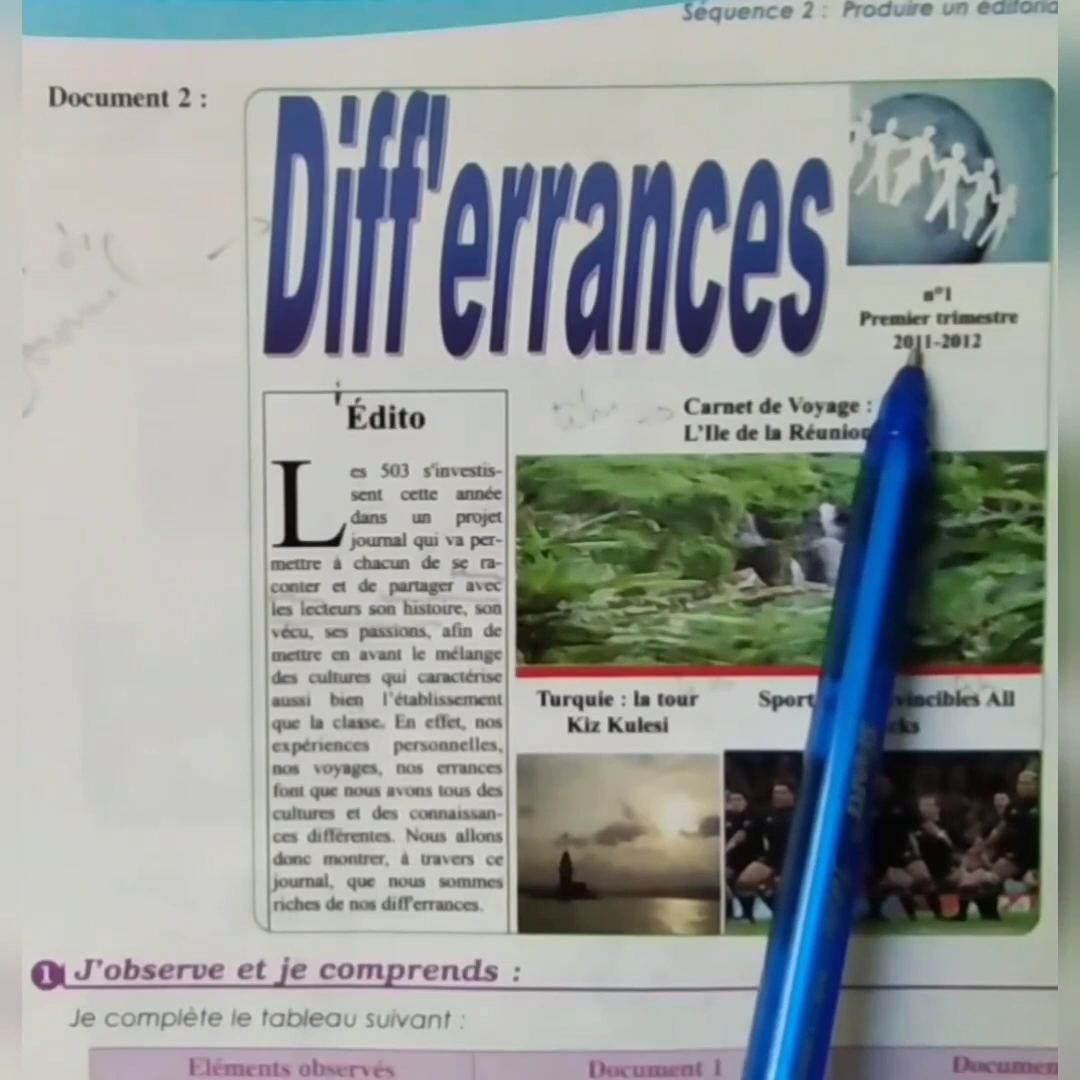 Séquence 2 : Produire un
Document 2 :
Diff'errances
n°1
Premier trimestre
2011-2012
Édito
Les 503 s'investis-
sent cette année
dans un projet
journal qui va per-
mettre à chacun de se ra-
conter et de partager avec
les lecteurs son histoire, son
vécu, ses passions, afin de
mettre en avant le mélange
des cultures qui caractérise
aussi bien l'établissement
que la classe. En effet, nos
expériences personnelles,
nos voyages, nos errances
font que nous avons tous des
cultures et des connaissan-
ces différentes. Nous allons
donc montrer, à travers ce
journal, que nous sommes
riches de nos diff'errances.
Carnet de Voyage :
L'Ile de la Réunion
Turquie : la tour
Kiz Kulesi
Sport All
1 J'observe et je comprends :
Je complète le tableau suivant :
Eléments observés Document 1